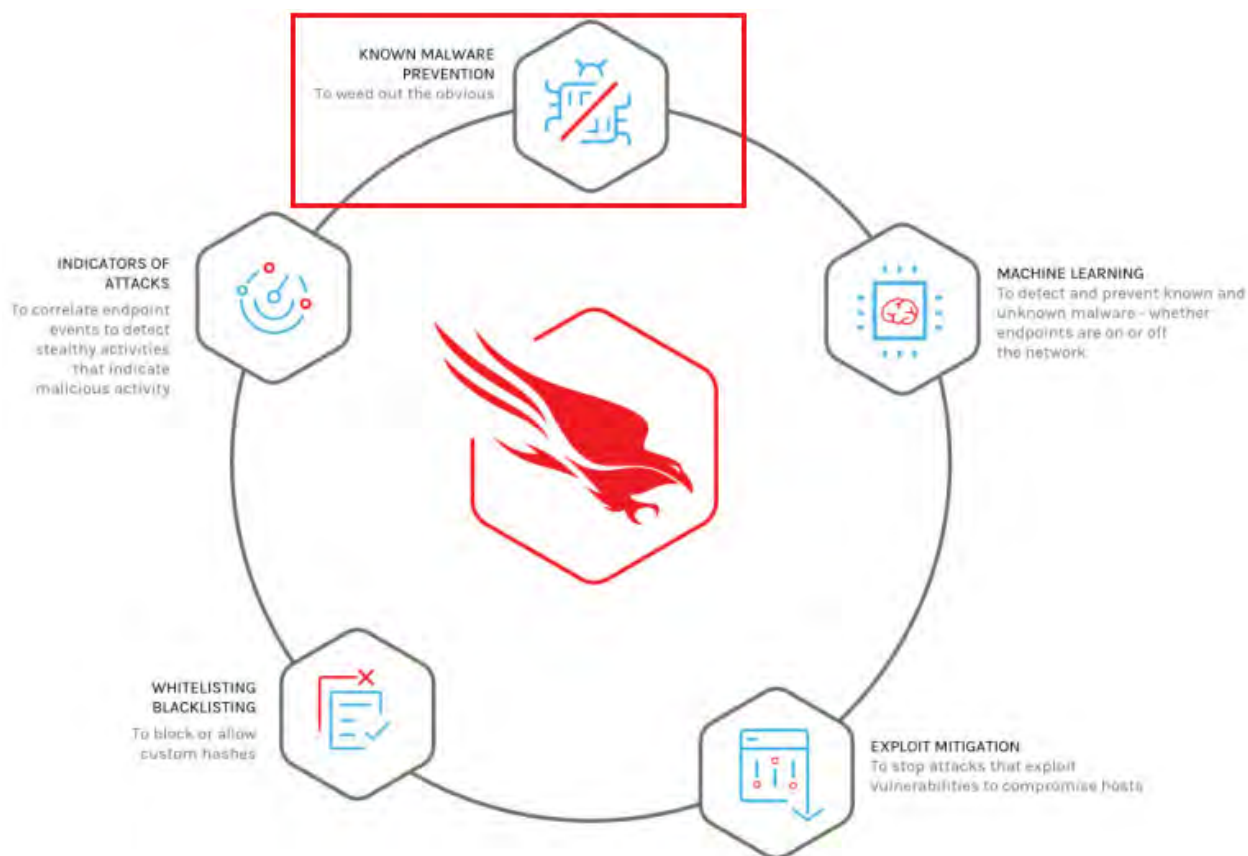 KNOWN MALWARE
PREVENTION
To weed out the obvious
INDICATORS OF
ATTACKS
To correlate endpoint
events to detect
stealthy activities
that indicate
malicious activity
MACHINE LEARNING
To detect and prevent known and
unknown malware - whether
endpoints are on or off
the network
WHITELISTING
BLACKLISTING
To block or allow
custom hashes
EXPLOIT MITIGATION
To stop attacks that exploit
vulnerabilities to compromise hosts